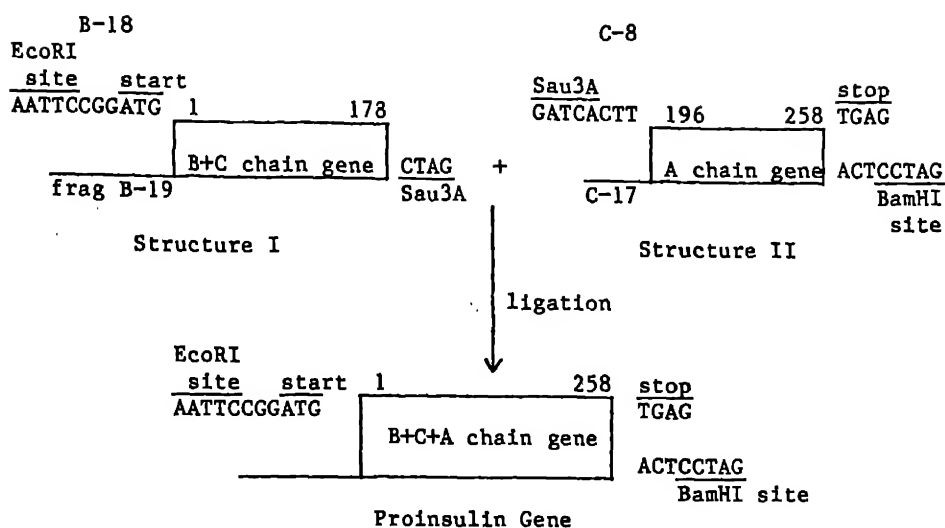 B-18
EcoRI
site start
AATTCCGGATG 1 178
B+C chain gene
frag B-19
CTAG
Sau3A
Structure I
+
C-8
Sau3A
GATCACTT 196 258
stop
TGAG
A chain gene
C-17
ACTCCTAG
BamHI
site
Structure II
ligation
EcoRI
site start
AATTCCGGATG 1 258
stop
TGAG
B+C+A chain gene
ACTCCTAG
BamHI site
Proinsulin Gene